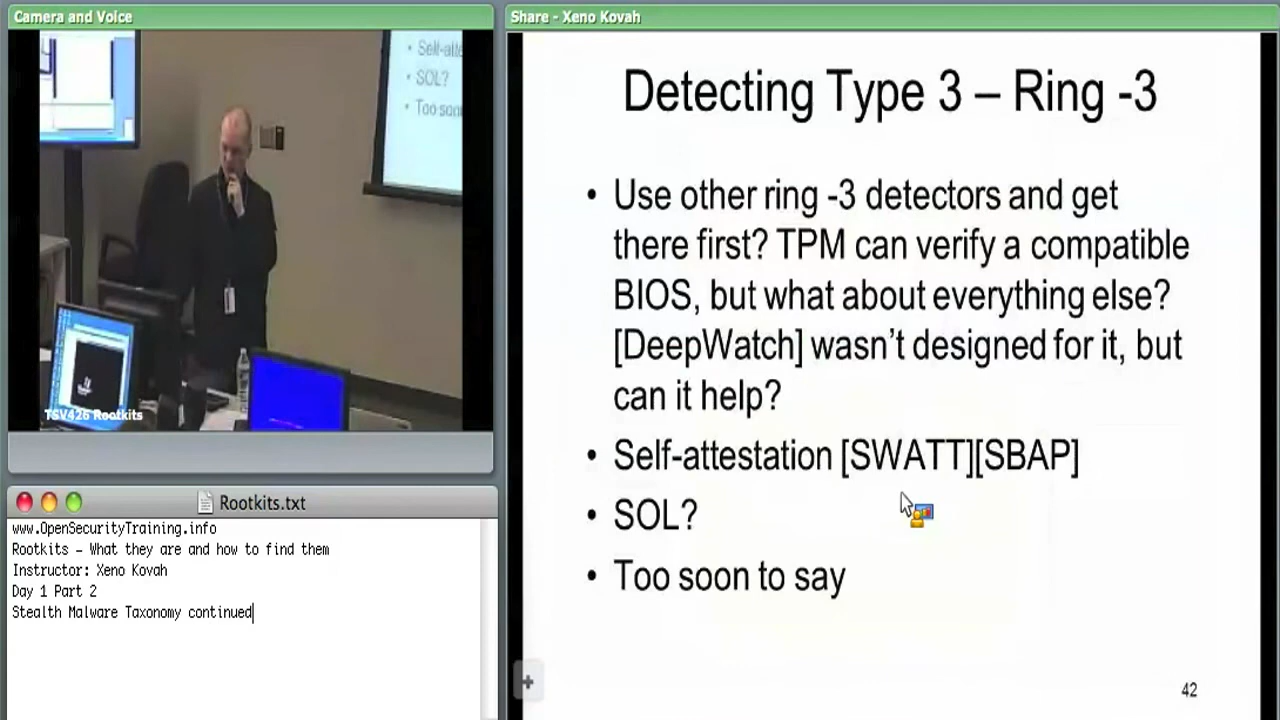 Camera and Voice
Share - Xeno Kovah
• Self-atte
• SOL?
• Too soon
TSV426 Rootkits
Rootkits.txt
www.OpenSecurityTraining.info
Rootkits – What they are and how to find them
Instructor: Xeno Kovah
Day 1 Part 2
Stealth Malware Taxonomy continued
Detecting Type 3 – Ring -3
• Use other ring -3 detectors and get
there first? TPM can verify a compatible
BIOS, but what about everything else?
[DeepWatch] wasn't designed for it, but
can it help?
• Self-attestation [SWATT][SBAP]
• SOL?
• Too soon to say
42